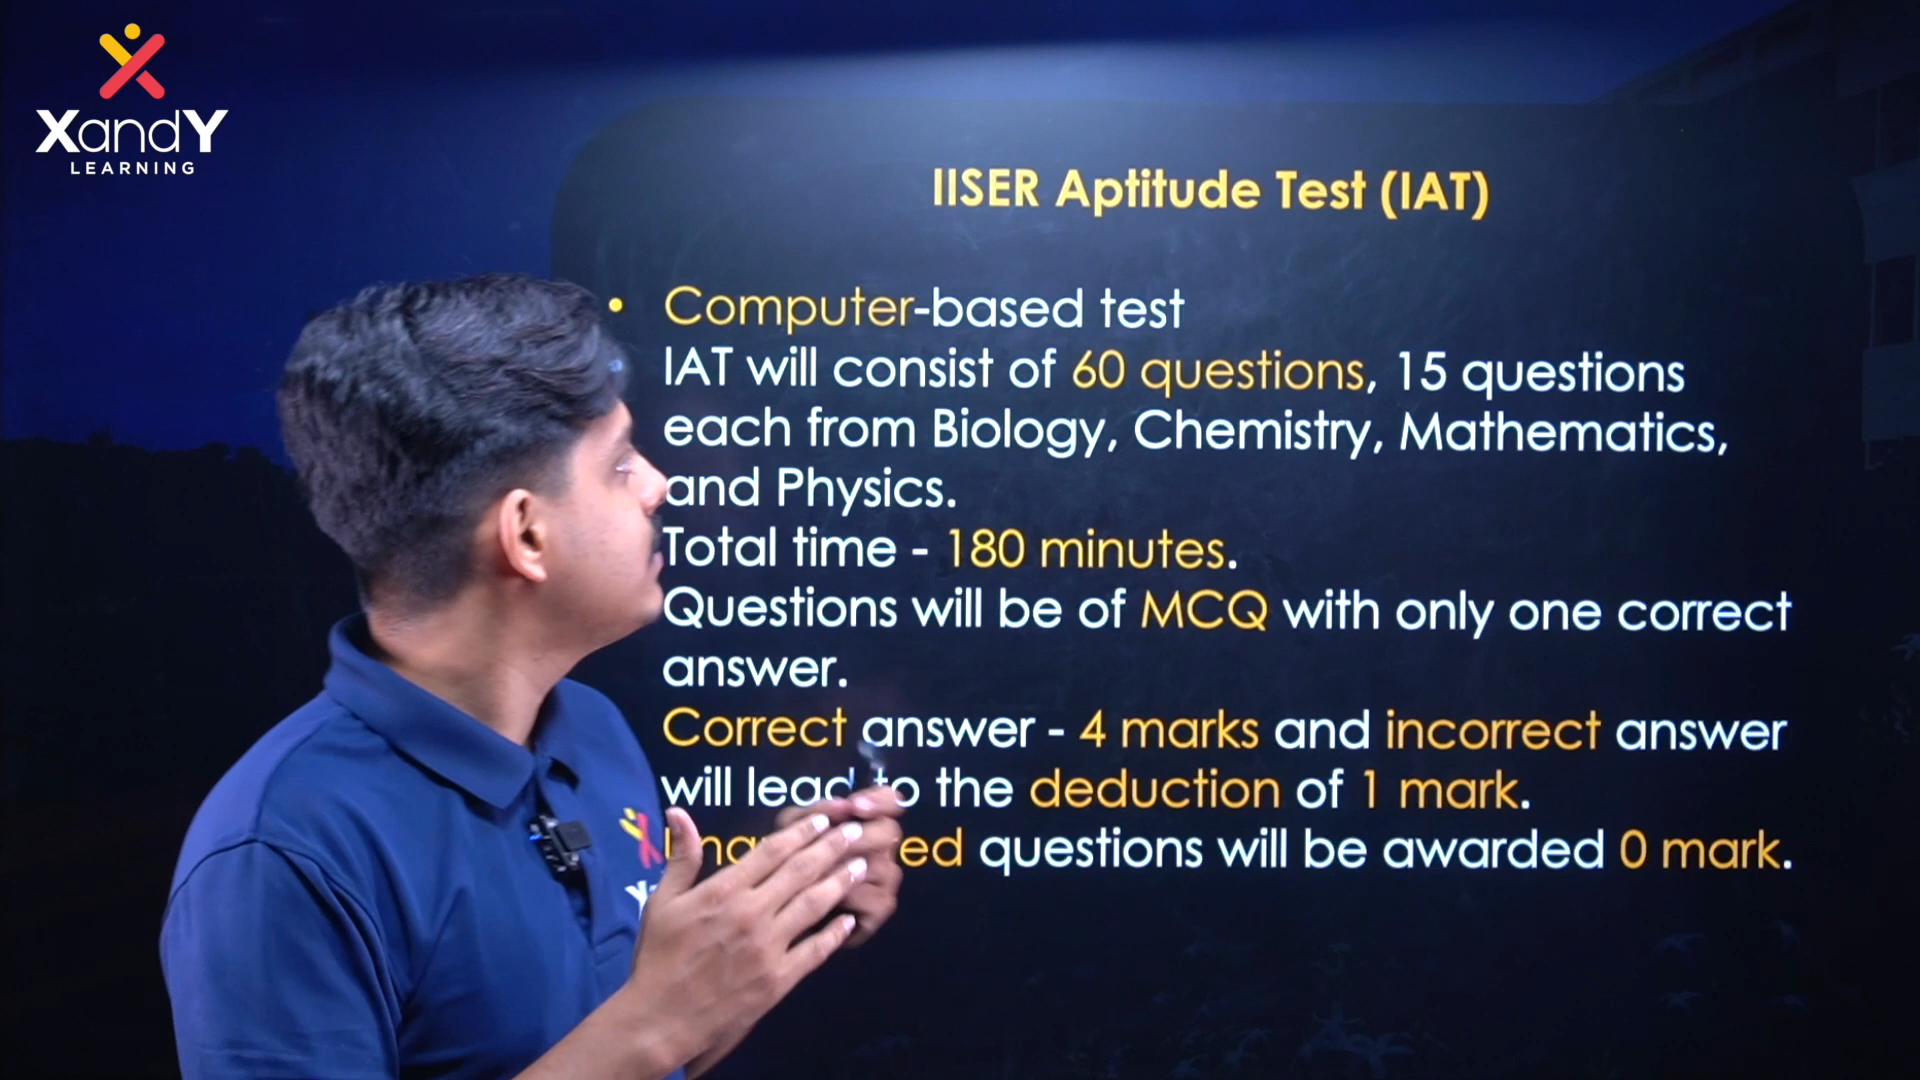 XandY
LEARNING
IISER Aptitude Test (IAT)
• Computer-based test
IAT will consist of 60 questions, 15 questions
each from Biology, Chemistry, Mathematics,
and Physics.
Total time - 180 minutes.
Questions will be of MCQ with only one correct
answer.
Correct answer - 4 marks and incorrect answer
will lead to the deduction of 1 mark.
questions will be awarded 0 mark.